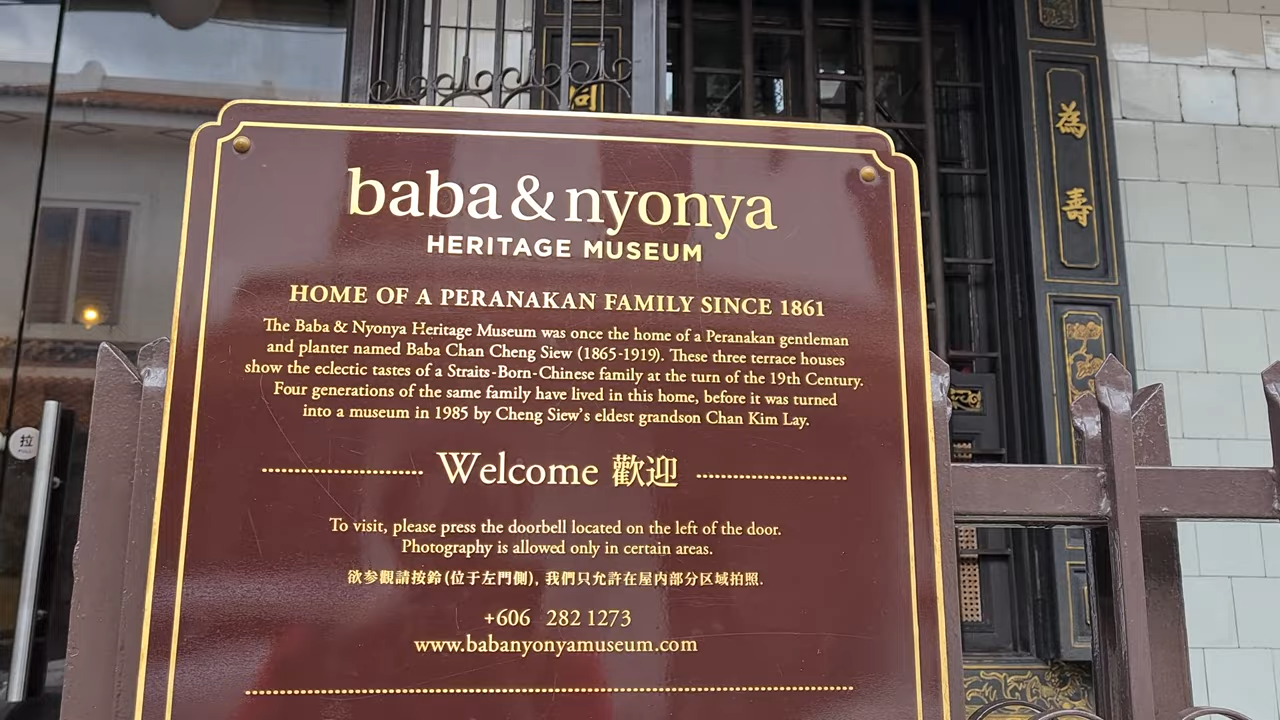 baba & nyonya
HERITAGE MUSEUM
HOME OF A PERANAKAN FAMILY SINCE 1861
The Baba & Nyonya Heritage Museum was once the home of a Peranakan gentleman
and planter named Baba Chan Cheng Siew (1865-1919). These three terrace houses
show the eclectic tastes of a Straits-Born-Chinese family at the turn of the 19th Century.
Four generations of the same family have lived in this home, before it was turned
into a museum in 1985 by Cheng Siew's eldest grandson Chan Kim Lay.
Welcome 歡迎
To visit, please press the doorbell located on the left of the door.
Photography is allowed only in certain areas.
欲参觀請按鈴(位于左門側), 我們只允許在屋内部分区域拍照.
+606 282 1273
www.babanyonyamuseum.com
為壽
拉